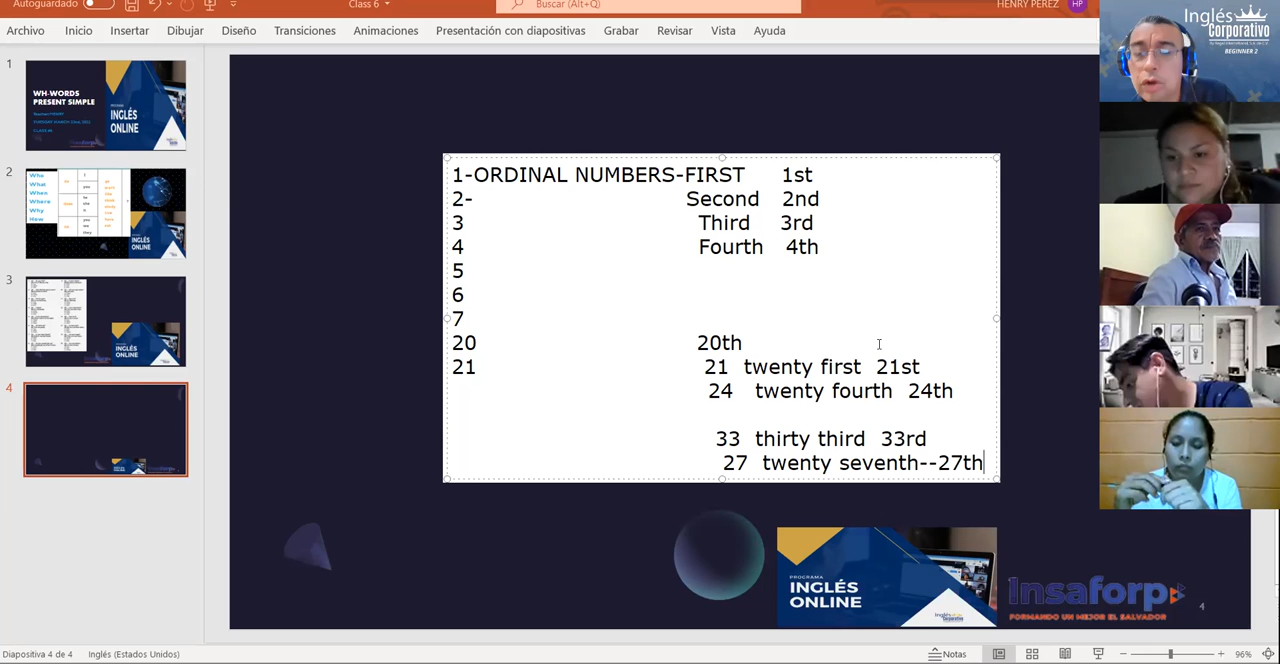 Autoguardado
Class 6
Buscar (Alt+Q)
HENRY PEREZ
HP
Archivo Inicio Insertar Dibujar Diseño Transiciones Animaciones Presentación con diapositivas Grabar Revisar Vista Ayuda
Inglés
Corporativo
BEGINNER 2
1
WH-WORDS
PRESENT SIMPLE
PROGRAMA
INGLÉS
ONLINE
2
Who
What
When
Where
Why
How
INGLÉS
ONLINE
3
INGLÉS
ONLINE
4
1-ORDINAL NUMBERS-FIRST 1st
2- Second 2nd
3 Third 3rd
4 Fourth 4th
5
6
7
20 20th
21 21 twenty first 21st
24 twenty fourth 24th
33 thirty third 33rd
27 twenty seventh--27th
PROGRAMA
INGLÉS
ONLINE
Inglés
Corporativo
Insaforp
FORMANDO UN MEJOR EL SALVADOR
4
Diapositiva 4 de 4 Inglés (Estados Unidos) Notas 96%